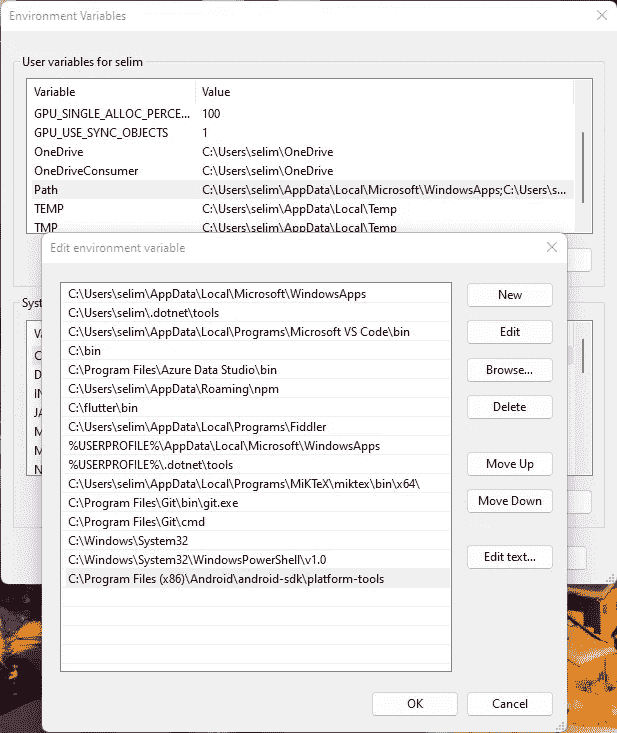 Environment Variables
User variables for selim
Variable Value
GPU_SINGLE_ALLOC_PERCE... 100
GPU_USE_SYNC_OBJECTS 1
OneDrive C:\Users\selim\OneDrive
OneDriveConsumer C:\Users\selim\OneDrive
Path C:\Users\selim\AppData\Local\Microsoft\WindowsApps;C:\Users\s...
TEMP C:\Users\selim\AppData\Local\Temp
TMP C:\Users\selim\AppData\Local\Temp
Edit environment variable
C:\Users\selim\AppData\Local\Microsoft\WindowsApps
C:\Users\selim\.dotnet\tools
C:\Users\selim\AppData\Local\Programs\Microsoft VS Code\bin
C:\bin
C:\Program Files\Azure Data Studio\bin
C:\Users\selim\AppData\Roaming\npm
C:\flutter\bin
C:\Users\selim\AppData\Local\Programs\Fiddler
%USERPROFILE%\AppData\Local\Microsoft\WindowsApps
%USERPROFILE%\.dotnet\tools
C:\Users\selim\AppData\Local\Programs\MiKTeX\miktex\bin\x64\
C:\Program Files\Git\bin\git.exe
C:\Program Files\Git\cmd
C:\Windows\System32
C:\Windows\System32\WindowsPowerShell\v1.0
C:\Program Files (x86)\Android\android-sdk\platform-tools
New
Edit
Browse...
Delete
Move Up
Move Down
Edit text...
OK
Cancel